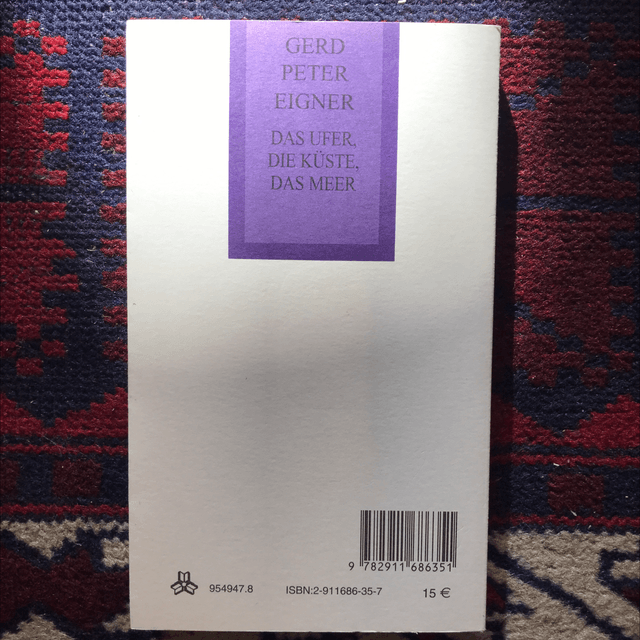 GERD
PETER
EIGNER
DAS UFER,
DIE KÜSTE,
DAS MEER
9 782911 686351
954947.8 ISBN:2-911686-35-7 15 €